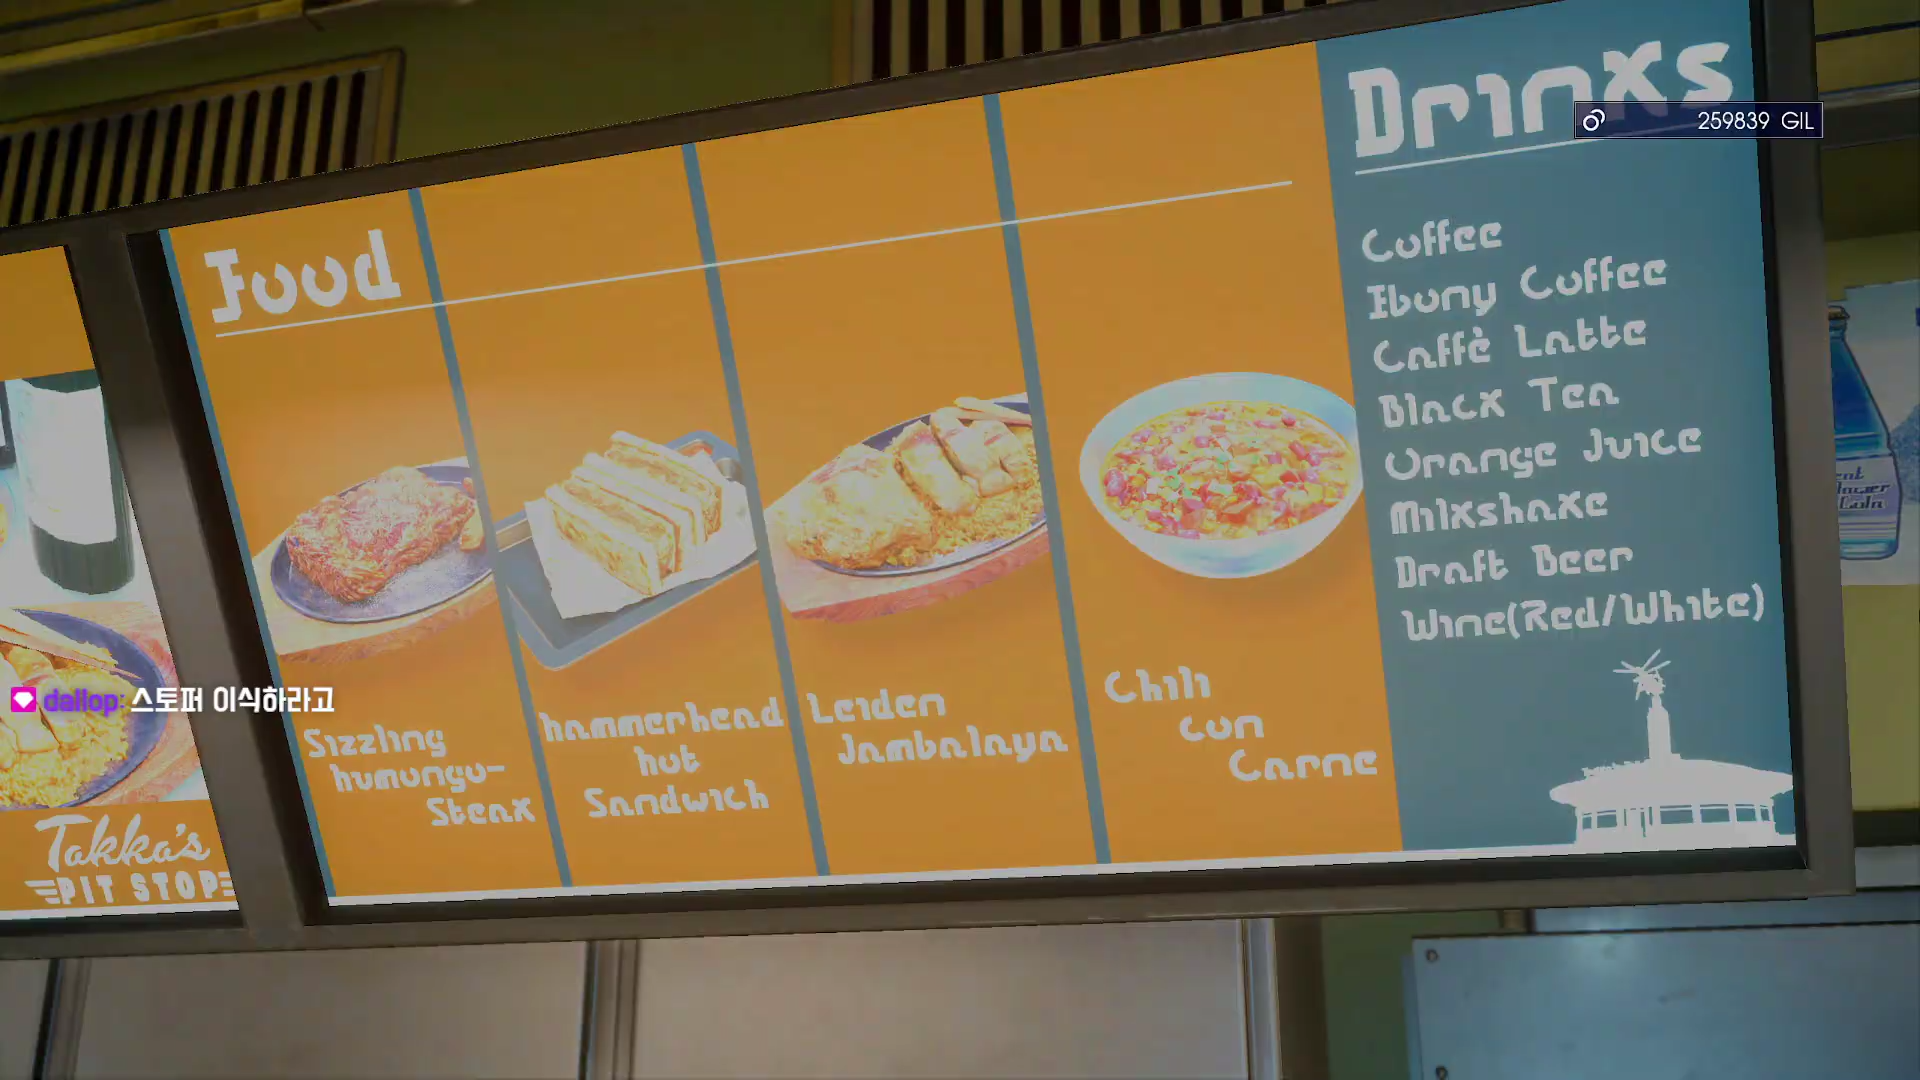 Drinks
259839 GIL
Food
Coffee
Ebony Coffee
Caffè Latte
Black Tea
Orange Juice
Milkshake
Draft Beer
Wine(Red/White)
Sizzling
humongo-
Steak
hammerhead
hot
Sandwich
Leiden
Jambalaya
Chili
con
Carne
dallop: 스토퍼 이식하라고
Takka's
PIT STOP
Cola